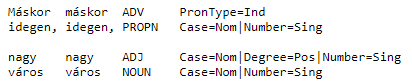 Máskor máskor ADV PronType=Ind
idegen, idegen, PROPN Case=Nom|Number=Sing
nagy nagy ADJ Case=Nom|Degree=Pos|Number=Sing
város város NOUN Case=Nom|Number=Sing